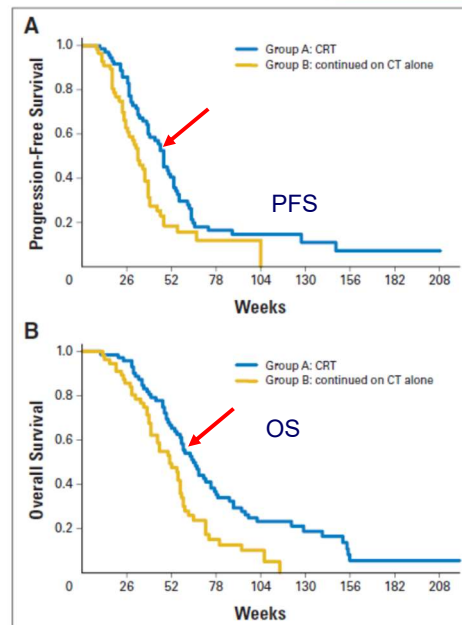 A
1.0
0.8
0.6
0.4
0.2
0
Progression-Free Survival
Group A: CRT
Group B: continued on CT alone
PFS
26 52 78 104 130 156 182 208
Weeks
B
1.0
0.8
0.6
0.4
0.2
0
Overall Survival
Group A: CRT
Group B: continued on CT alone
OS
26 52 78 104 130 156 182 208
Weeks